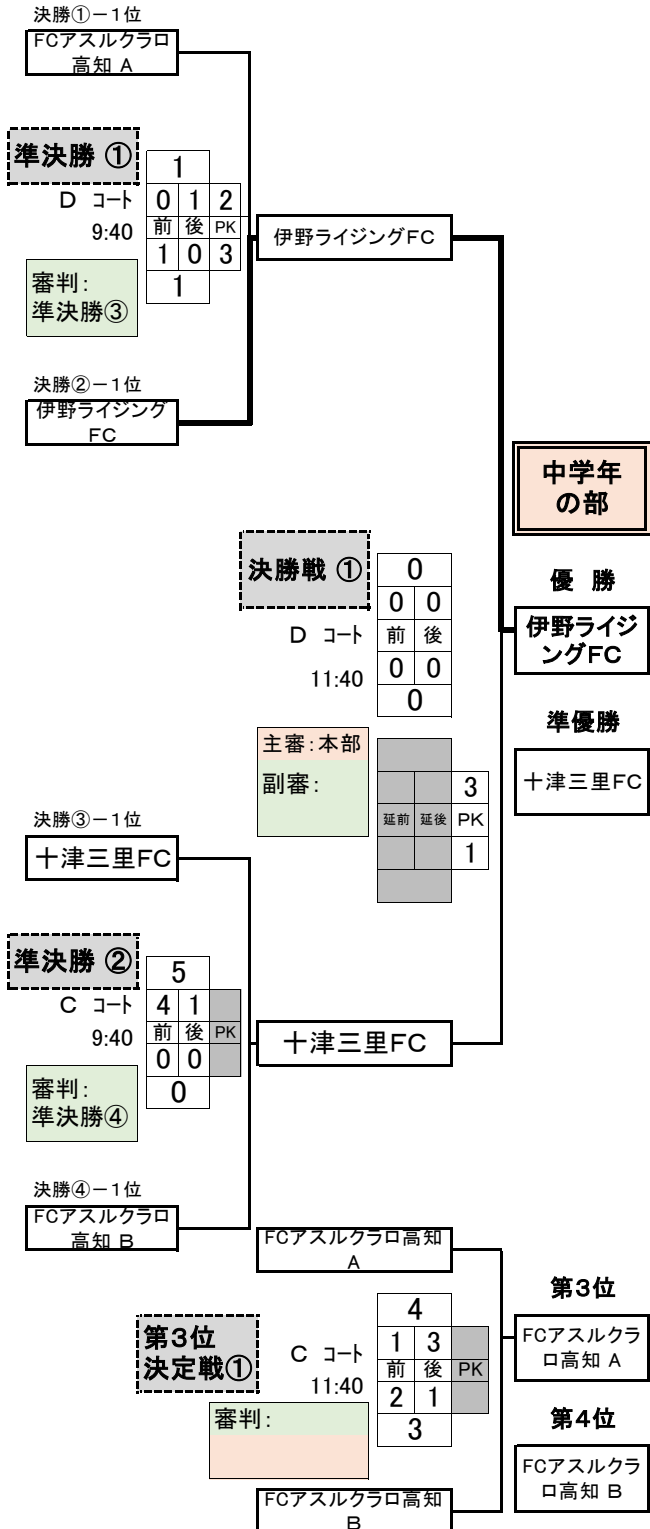 決勝①－1位
FCアスルクラロ
高知 A
準決勝 ①
1
D コート
0 1 2
9:40
前 後 PK
伊野ライジングFC
1 0 3
審判:
準決勝③
1
決勝②－1位
伊野ライジング
FC
中学年
の部
決勝戦 ①
0
優 勝
0 0
D コート
前 後
伊野ライジ
ングFC
11:40
0 0
0
準優勝
主審:本部
副審:
十津三里FC
3
延前 延後 PK
1
決勝③－1位
十津三里FC
準決勝 ②
5
C コート
4 1
9:40
前 後 PK
十津三里FC
0 0
審判:
準決勝④
0
決勝④－1位
FCアスルクラロ
高知 B
FCアスルクラロ高知
A
第3位
4
第3位
決定戦①
C コート
1 3
FCアスルクラ
ロ高知 A
11:40
前 後 PK
2 1
審判:
3
第4位
FCアスルクラ
ロ高知 B
FCアスルクラロ高知
B